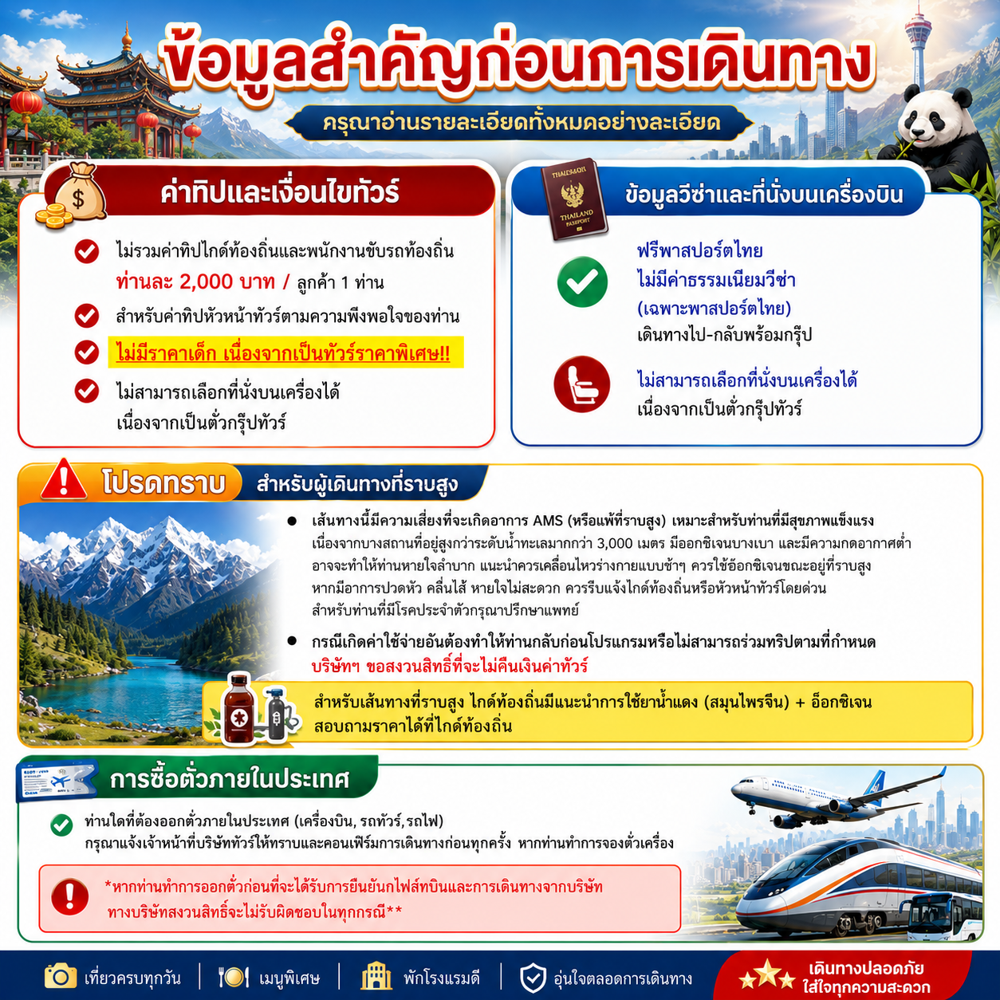 ข้อมูลสำคัญก่อนการเดินทาง
ครุณาอ่านรายละเอียดทั้งหมดอย่างละเอียด
ค่าทิปและเงื่อนไขทัวร์
$
ไม่รวมค่าทิปไกด์ท้องถิ่นและพนักงานขับรถท้องถิ่น
ท่านละ 2,000 บาท / ลูกค้า 1 ท่าน
สำหรับค่าทิปหัวหน้าทัวร์ตามความพึงพอใจของท่าน
ไม่มีราคาเด็ก เนื่องจากเป็นทัวร์ราคาพิเศษ!!
ไม่สามารถเลือกที่นั่งบนเครื่องได้
เนื่องจากเป็นตั่วกรุ๊ปทัวร์
ข้อมูลวีซ่าและที่นั่งบนเครื่องบิน
THAILAND
PASSPORT
ฟรีพาสปอร์ตไทย
ไม่มีค่าธรรมเนียมวีซ่า
(เฉพาะพาสปอร์ตไทย)
เดินทางไป-กลับพร้อมกรุ๊ป
ไม่สามารถเลือกที่นั่งบนเครื่องได้
เนื่องจากเป็นตั่วกรุ๊ปทัวร์
โปรดทราบ สำหรับผู้เดินทางที่ราบสูง
เส้นทางนี้มีความเสี่ยงที่จะเกิดอาการ AMS (หรือแพ้ที่ราบสูง) เหมาะสำหรับท่านที่มีสุขภาพแข็งแรง
เนื่องจากบางสถานที่อยู่สูงกว่าระดับน้ำทะเลมากกว่า 3,000 เมตร มีออกซิเจนบางเบา และมีความกดอากาศต่ำ
อาจจะทำให้ท่านหายใจลำบาก แนะนำควรเคลื่อนไหวร่างกายแบบช้าๆ ควรใช้อ๊อกซิเจนขณะอยู่ที่ราบสูง
หากมีอาการปวดหัว คลื่นไส้ หายใจไม่สะดวก ควรรีบแจ้งไกด์ท้องถิ่นหรือหัวหน้าทัวร์โดยด่วน
สำหรับท่านที่มีโรคประจำตัวกรุณาปรึกษาแพทย์
กรณีเกิดค่าใช้จ่ายอันต้องทำให้ท่านกลับก่อนโปรแกรมหรือไม่สามารถร่วมทริปตามที่กำหนด
บริษัทฯ ขอสงวนสิทธิ์ที่จะไม่คืนเงินค่าทัวร์
สำหรับเส้นทางที่ราบสูง ไกด์ท้องถิ่นมีแนะนำการใช้ยาน้ำแดง (สมุนไพรจีน) + อ็อกซิเจน
สอบถามราคาได้ที่ไกด์ท้องถิ่น
การซื้อตั๋วภายในประเทศ
ท่านใดที่ต้องออกตั่วภายในประเทศ (เครื่องบิน, รถทัวร์,รถไฟ)
กรุณาแจ้งเจ้าหน้าที่บริษัททัวร์ให้ทราบและคอนเฟิร์มการเดินทางก่อนทุกครั้ง หากท่านทำการจองตั่วเครื่อง
*หากท่านทำการออกตั่วก่อนที่จะได้รับการยืนยันกไฟส์ทบินและการเดินทางจากบริษัท
ทางบริษัทสงวนสิทธิ์จะไม่รับผิดชอบในทุกกรณี**
เที่ยวครบทุกวัน
เมนูพิเศษ
พักโรงแรมดี
อุ่นใจตลอดการเดินทาง
เดินทางปลอดภัย
ใส่ใจทุกความสะดวก